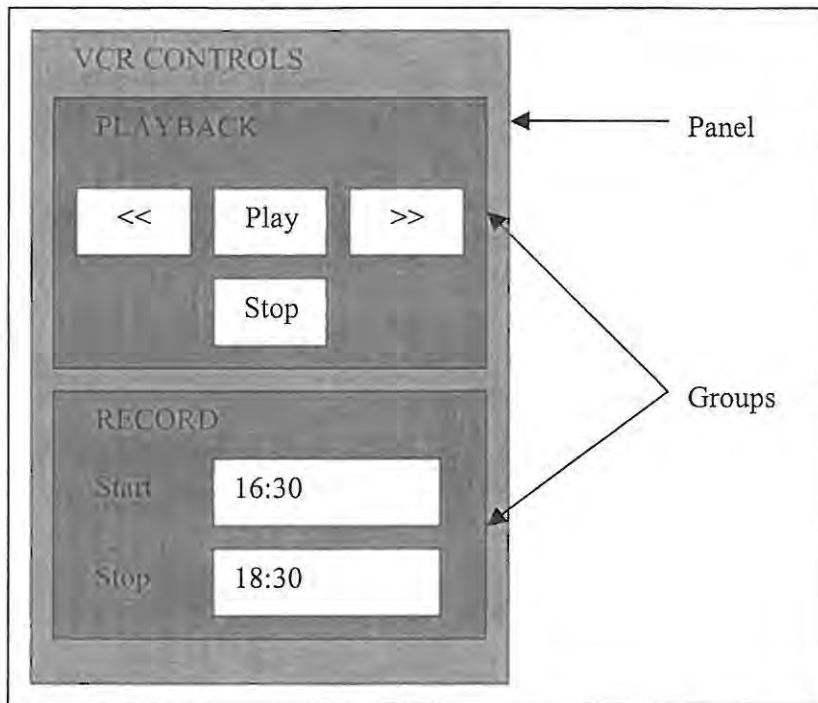 VCR CONTROLS
PLAYBACK
Panel
<< Play >>
Stop
Groups
RECORD
Start 16:30
Stop 18:30